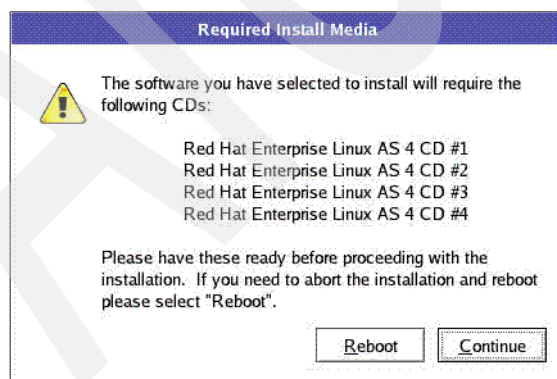 Required Install Media
The software you have selected to install will require the
following CDs:
Red Hat Enterprise Linux AS 4 CD #1
Red Hat Enterprise Linux AS 4 CD #2
Red Hat Enterprise Linux AS 4 CD #3
Red Hat Enterprise Linux AS 4 CD #4
Please have these ready before proceeding with the
installation.  If you need to abort the installation and reboot
please select "Reboot".
Reboot
Continue